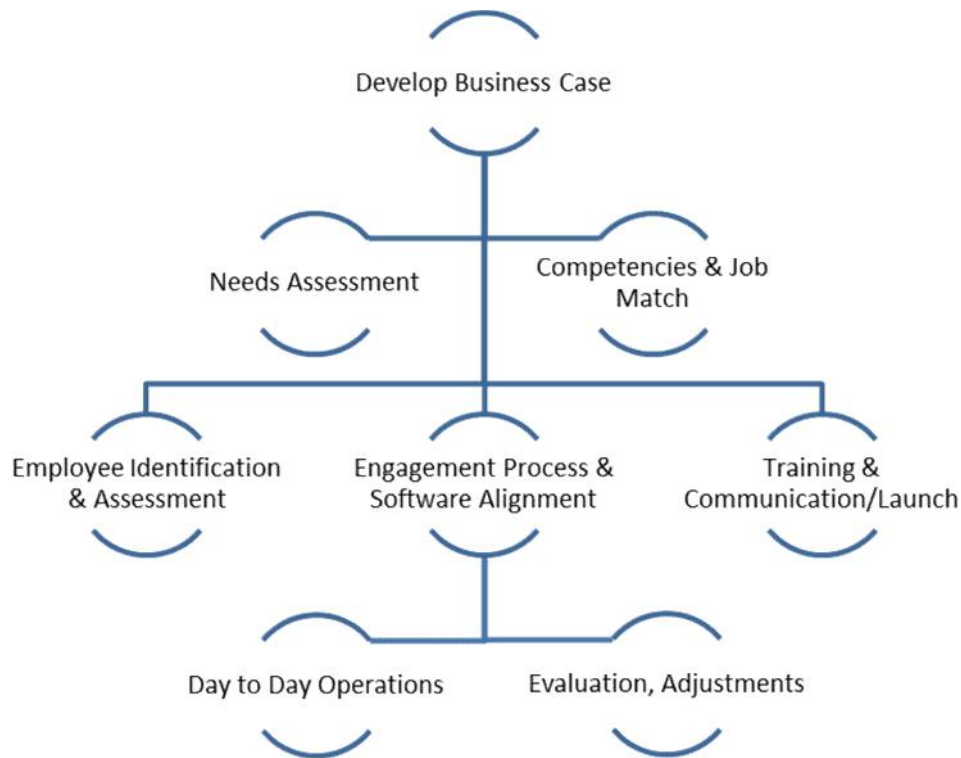 Develop Business Case
Needs Assessment
Competencies & Job
Match
Employee Identification
& Assessment
Engagement Process &
Software Alignment
Training &
Communication/Launch
Day to Day Operations
Evaluation, Adjustments